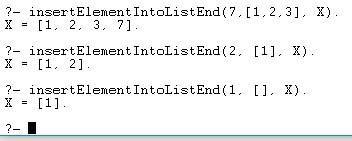 ?- insertElementIntoListEnd(7,[1,2,3], X).
X = [1, 2, 3, 7].
?- insertElementIntoListEnd(2, [1], X).
X = [1, 2].
?- insertElementIntoListEnd(1, [], X).
X = [1].
?-